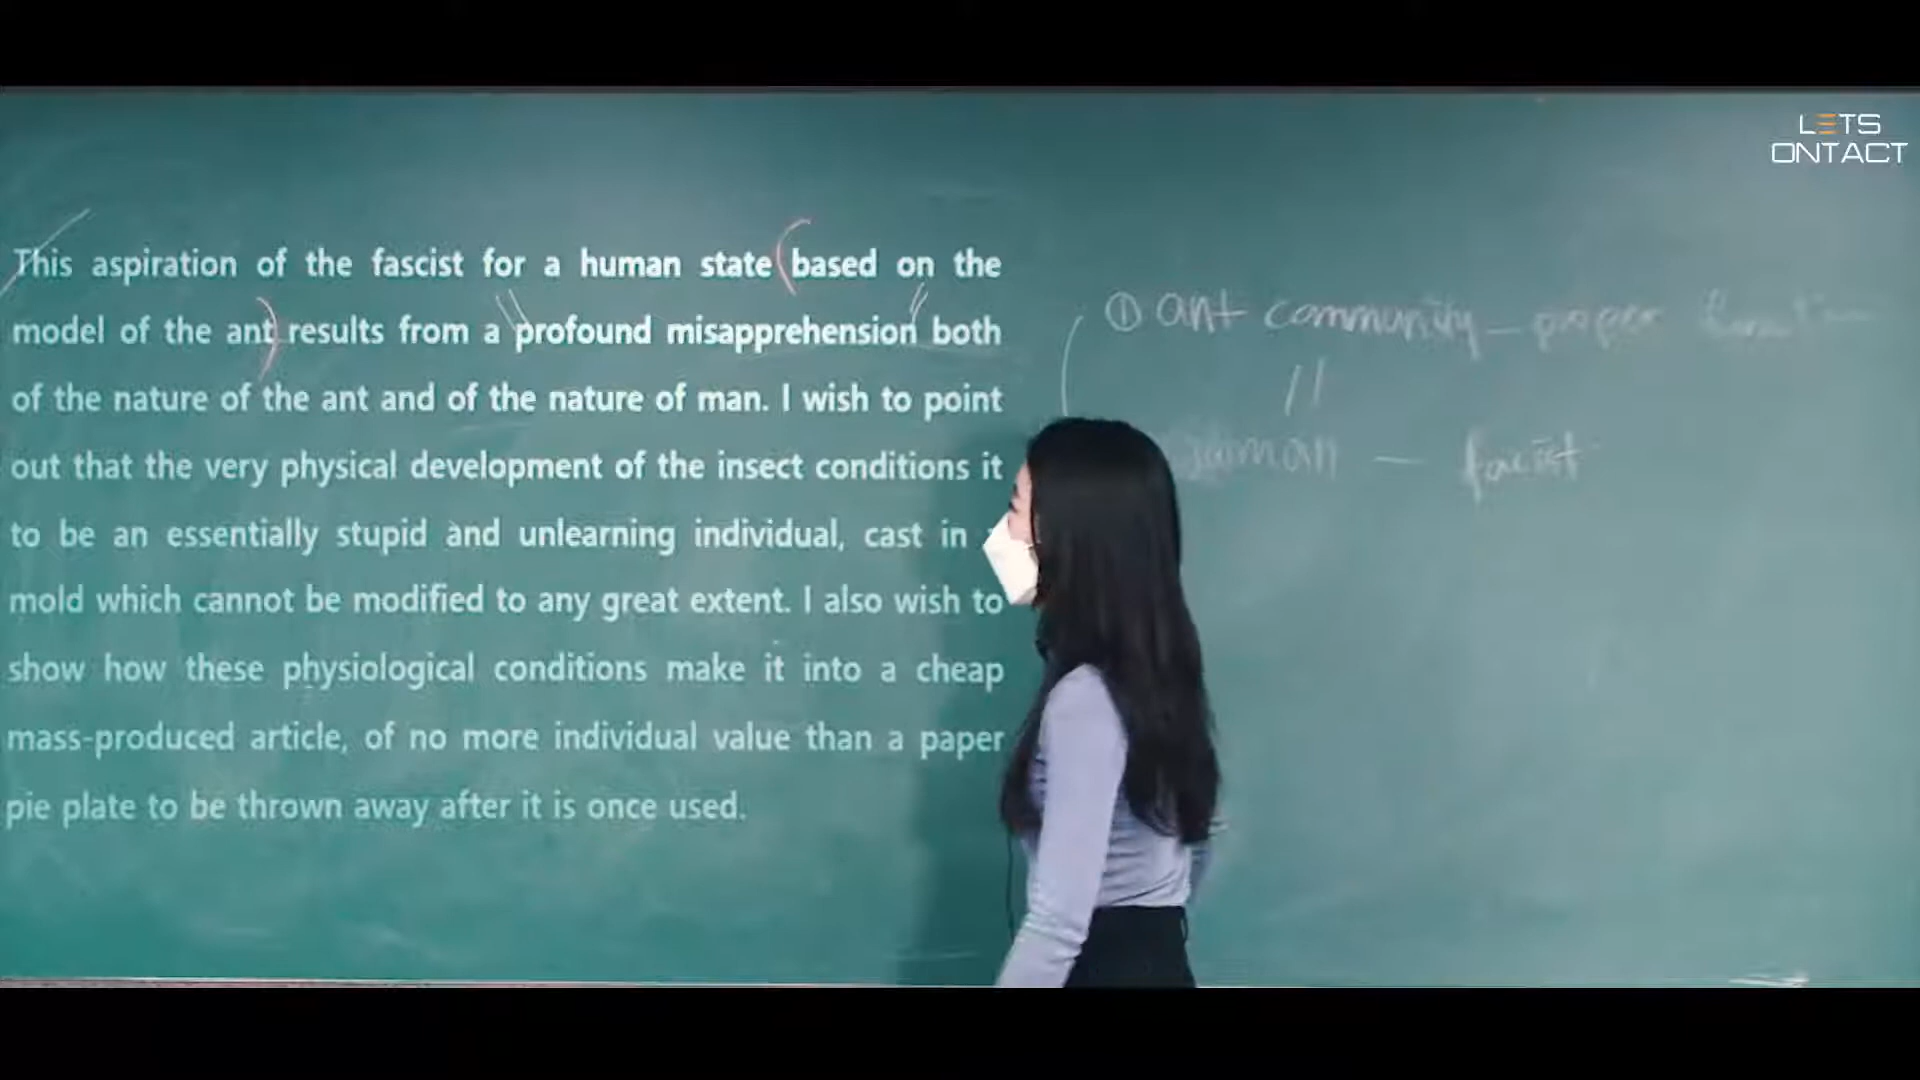 LETS
ONTACT
This aspiration of the fascist for a human state based on the
model of the ant results from a profound misapprehension both
of the nature of the ant and of the nature of man. I wish to point
out that the very physical development of the insect conditions it
to be an essentially stupid and unlearning individual, cast in
mold which cannot be modified to any great extent. I also wish to
show how these physiological conditions make it into a cheap
mass-produced article, of no more individual value than a paper
pie plate to be thrown away after it is once used.
① ant community - proper
human - facist